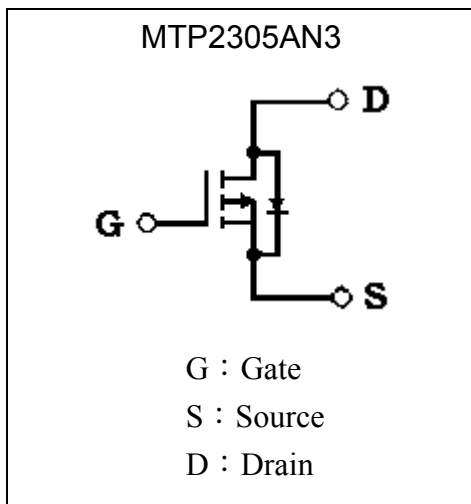 MTP2305AN3
D
G
S
G：Gate
S：Source
D：Drain